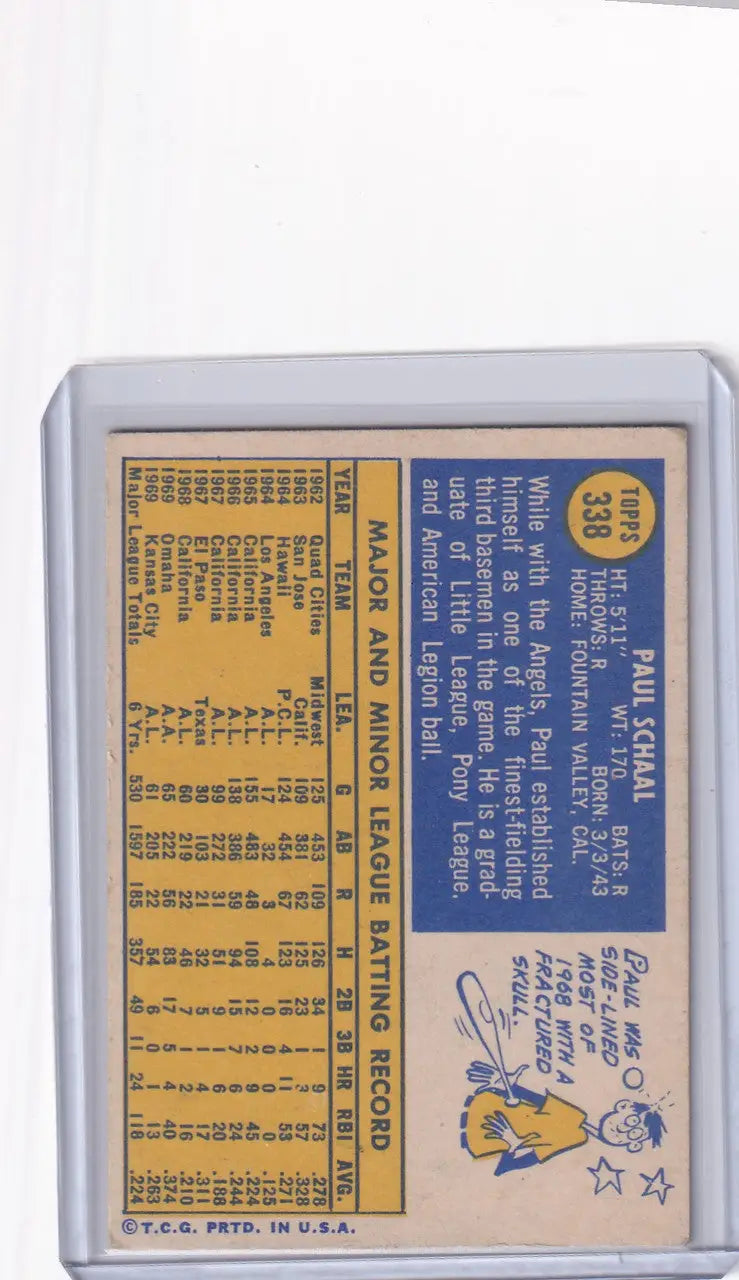 TOPPS
338
PAUL SCHAAL
HT: 5'11" WT: 170 BATS: R
THROWS: R BORN: 3/3/43
HOME: FOUNTAIN VALLEY, CAL.
While with the Angels, Paul established
himself as one of the finest-fielding
third basemen in the game. He is a grad-
uate of Little League, Pony League,
and American Legion ball.
PAUL WAS
SIDE-LINED
MOST OF
1968 WITH A
FRACTURED
SKULL.
MAJOR AND MINOR LEAGUE BATTING RECORD
YEAR TEAM LEA. G AB R H 2B 3B HR RBI AVG.
1962 Quad Cities Midwest 125 453 109 126 34 1 9 73 .278
1963 San Jose Calif. 109 381 62 125 23 1 3 57 .328
1964 Hawaii P.C.L. 124 454 67 123 16 4 11 53 .271
1964 Los Angeles A.L. 17 32 3 4 0 0 0 0 .125
1965 California A.L. 155 483 48 108 12 2 9 45 .224
1966 California A.L. 138 386 59 94 15 7 6 24 .244
1967 California A.L. 99 272 31 51 9 1 6 20 .188
1967 El Paso Texas 30 103 21 32 5 1 4 17 .311
1968 California A.L. 60 219 22 46 7 1 2 16 .210
1969 Omaha A.A. 65 222 56 83 17 5 4 40 .374
1969 Kansas City A.L. 61 205 22 54 6 0 1 13 .263
Major League Totals 6 Yrs. 530 1597 185 357 49 11 24 118 .224
© T.C.G. PRTD. IN U.S.A.